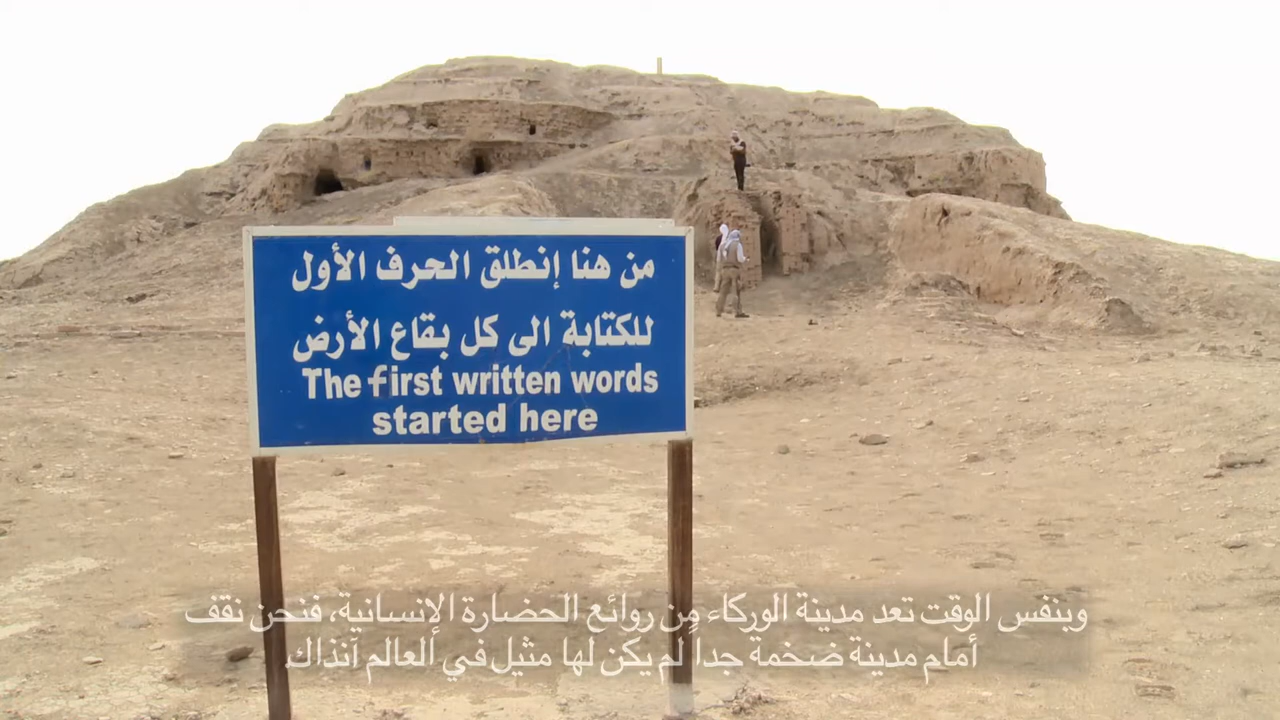 من هنا إنطلق الحرف الأول
للكتابة الى كل بقاع الأرض
The first written words
started here
وبنفس الوقت تعد مدينة الوركاء من روائع الحضارة الإنسانية، فنحن نقف
أمام مدينة ضخمة جداً لم يكن لها مثيل في العالم آنذاك